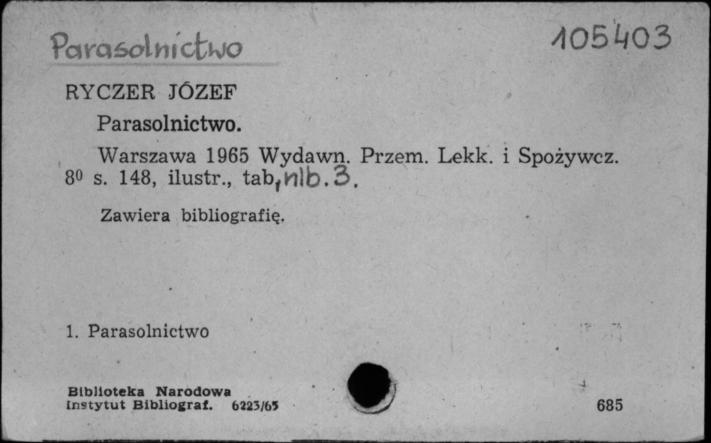 Parasolnictwo 105403
RYCZER JÓZEF
Parasolnictwo.
Warszawa 1965 Wydawn. Przem. Lekk. i Spożywcz.
8⁰ s. 148, ilustr., tab, nlb. 3.
Zawiera bibliografię.
1. Parasolnictwo
Biblioteka Narodowa
Instytut Bibliograf. 6223/65 685